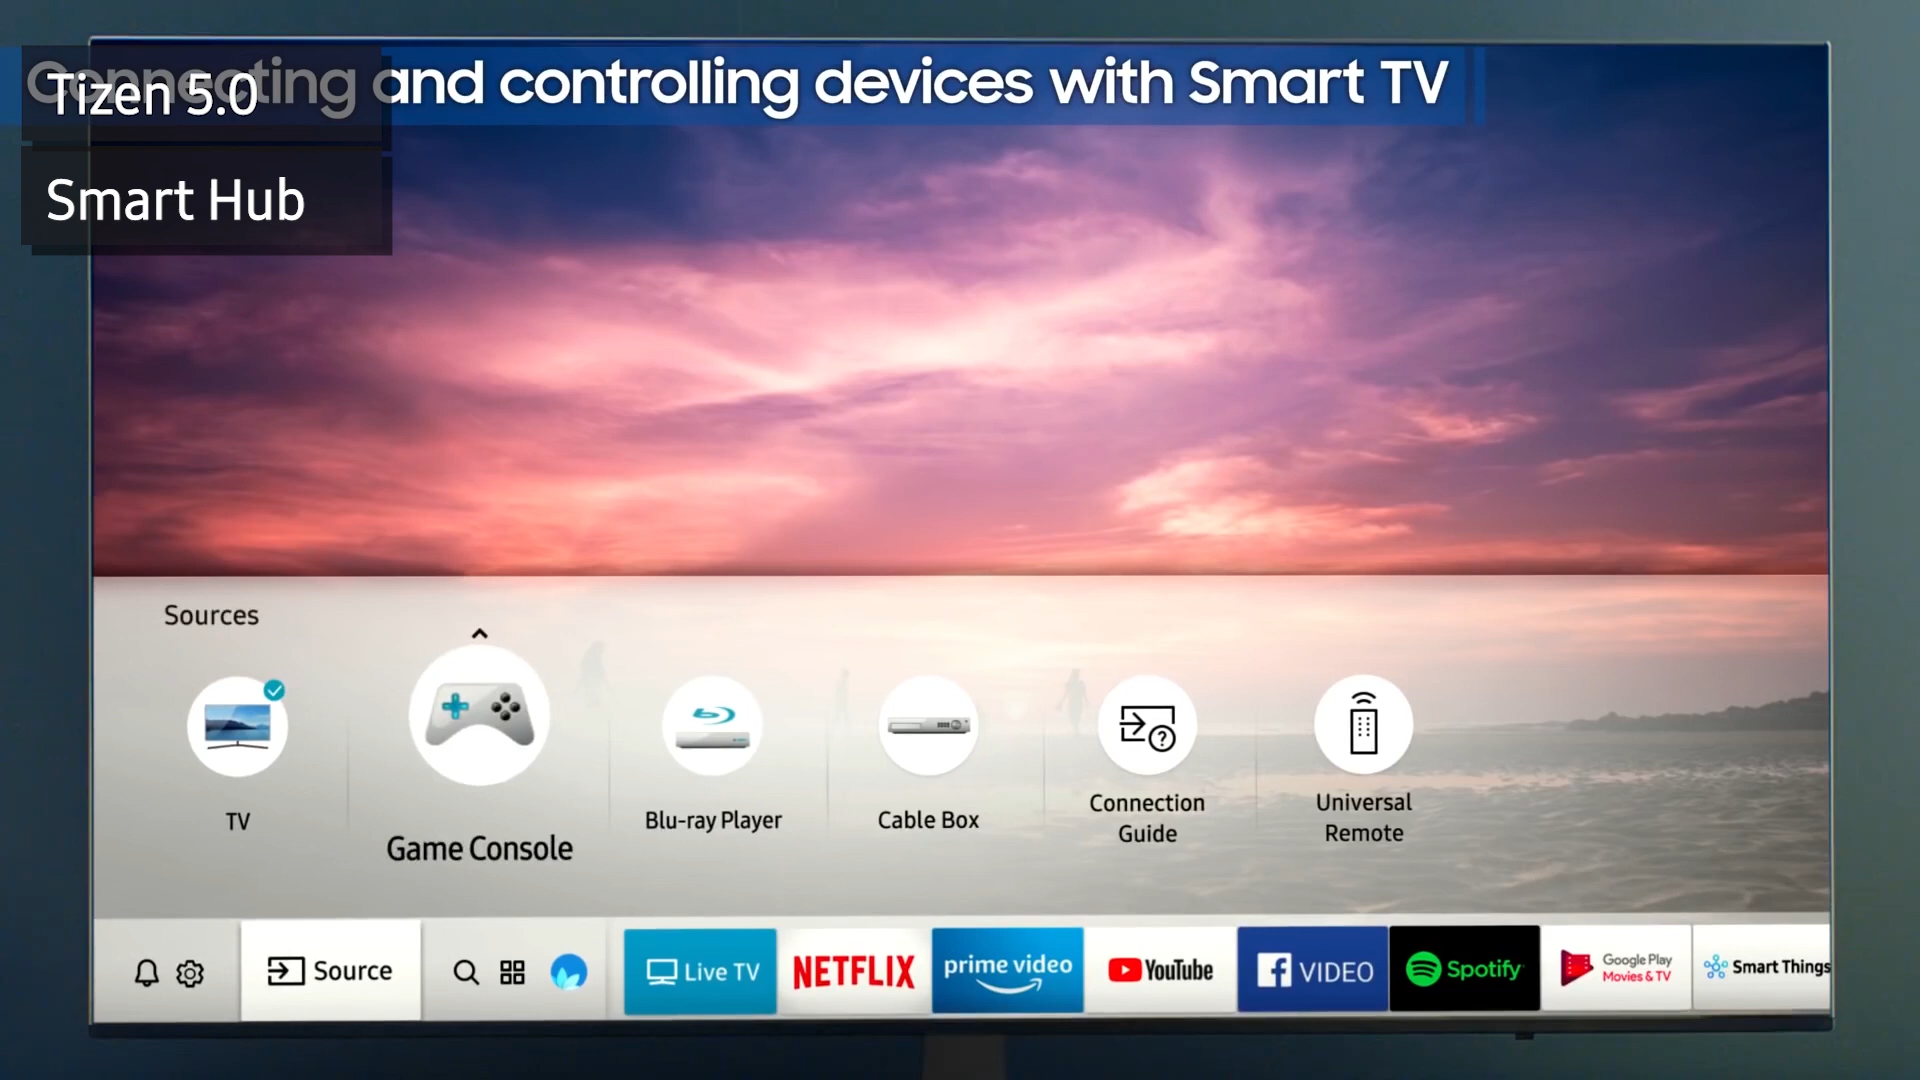 Connecting and controlling devices with Smart TV
Tizen 5.0
Smart Hub
Sources
TV
Game Console
Blu-ray Player
Cable Box
Connection
Guide
Universal
Remote
Source
Live TV
NETFLIX
prime video
YouTube
f VIDEO
Spotify
Google Play
Movies & TV
Smart Things